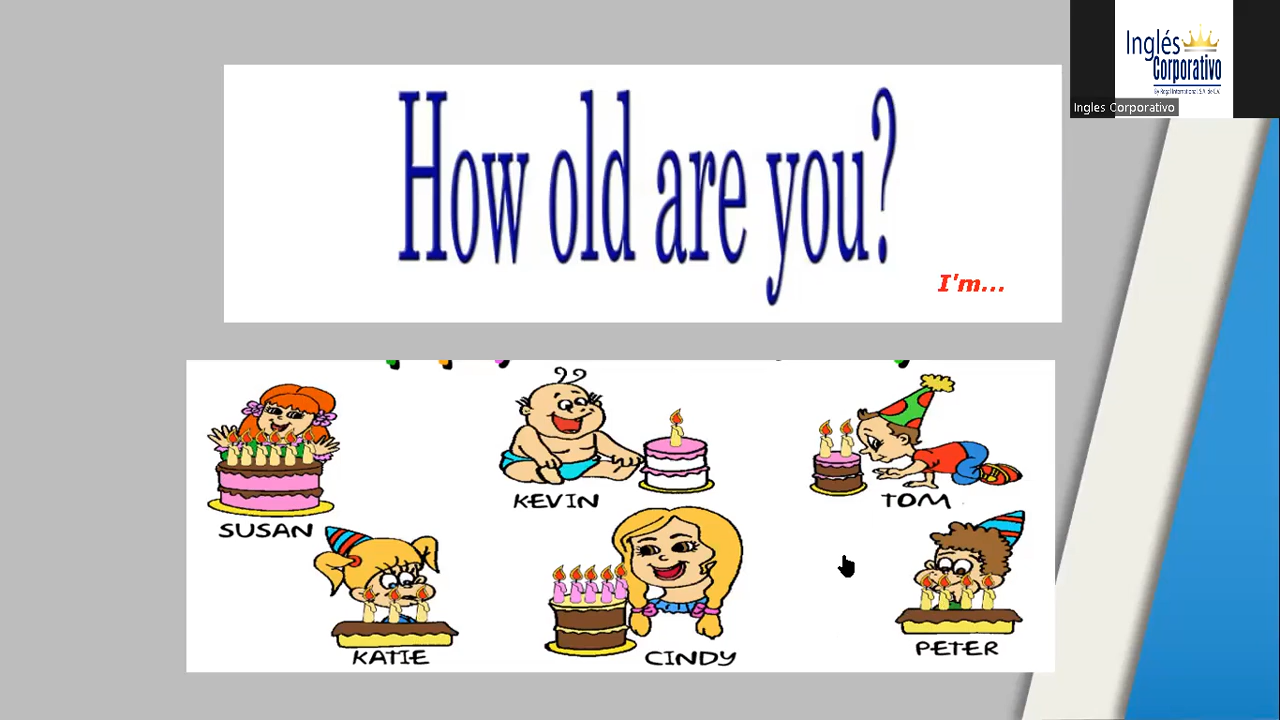 Inglés
Corporativo
Ingles Corporativo
How old are you?
I'm...
KEVIN
TOM
SUSAN
KATIE
CINDY
PETER